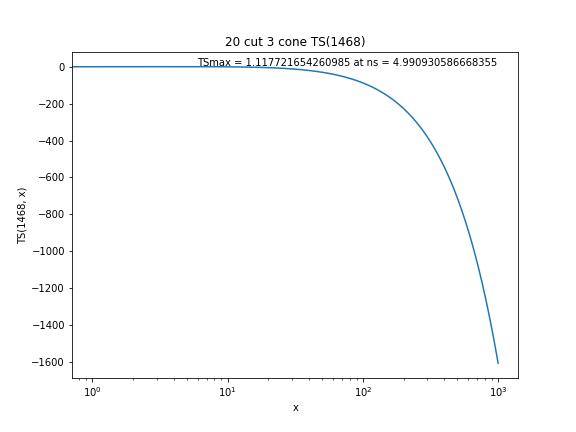 20 cut 3 cone TS(1468)
TSmax = 1.117721654260985 at ns = 4.990930586668355
0
−200
−400
−600
−800
−1000
−1200
−1400
−1600
TS(1468, x)
10⁰ 10¹ 10² 10³
x